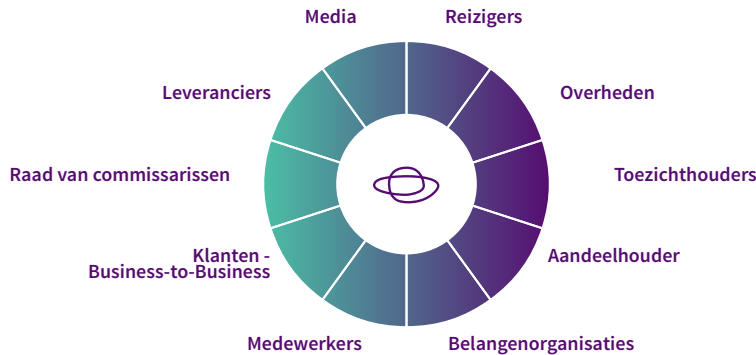 Media
Reizigers
Leveranciers
Overheden
Raad van commissarissen
Toezichthouders
Klanten -
Business-to-Business
Aandeelhouder
Medewerkers
Belangenorganisaties